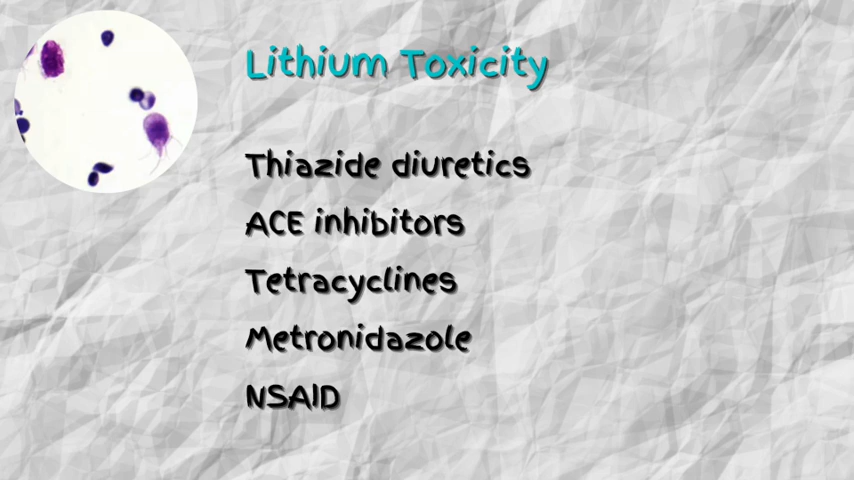 Lithium Toxicity
Thiazide diuretics
ACE inhibitors
Tetracyclines
Metronidazole
NSAID